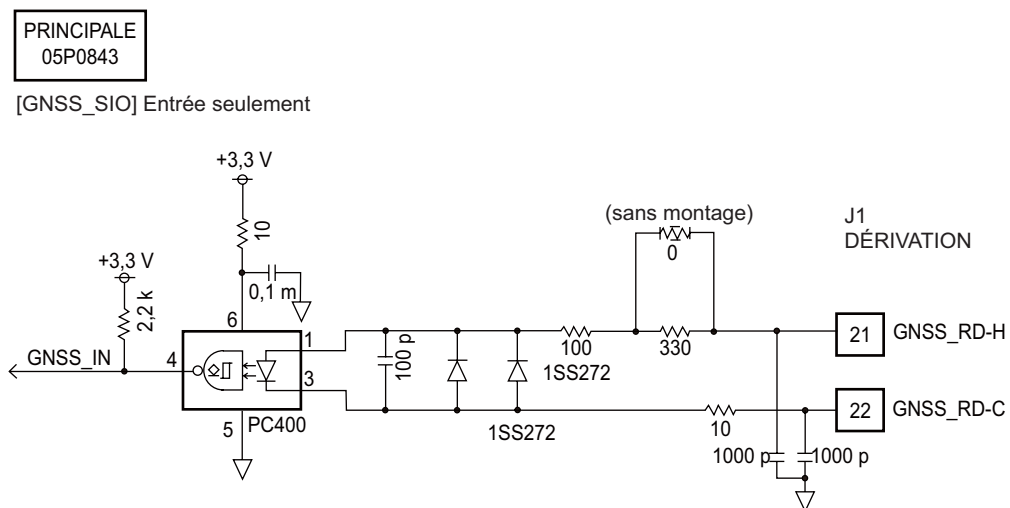 PRINCIPALE
05P0843
[GNSS_SIO] Entrée seulement
+3,3 V
10
+3,3 V
0,1 m
2,2 k
6
1
4
3
5
PC400
GNSS_IN
100 p
1SS272
1SS272
100
330
(sans montage)
0
J1
DÉRIVATION
21
GNSS_RD-H
22
GNSS_RD-C
10
1000 p
1000 p